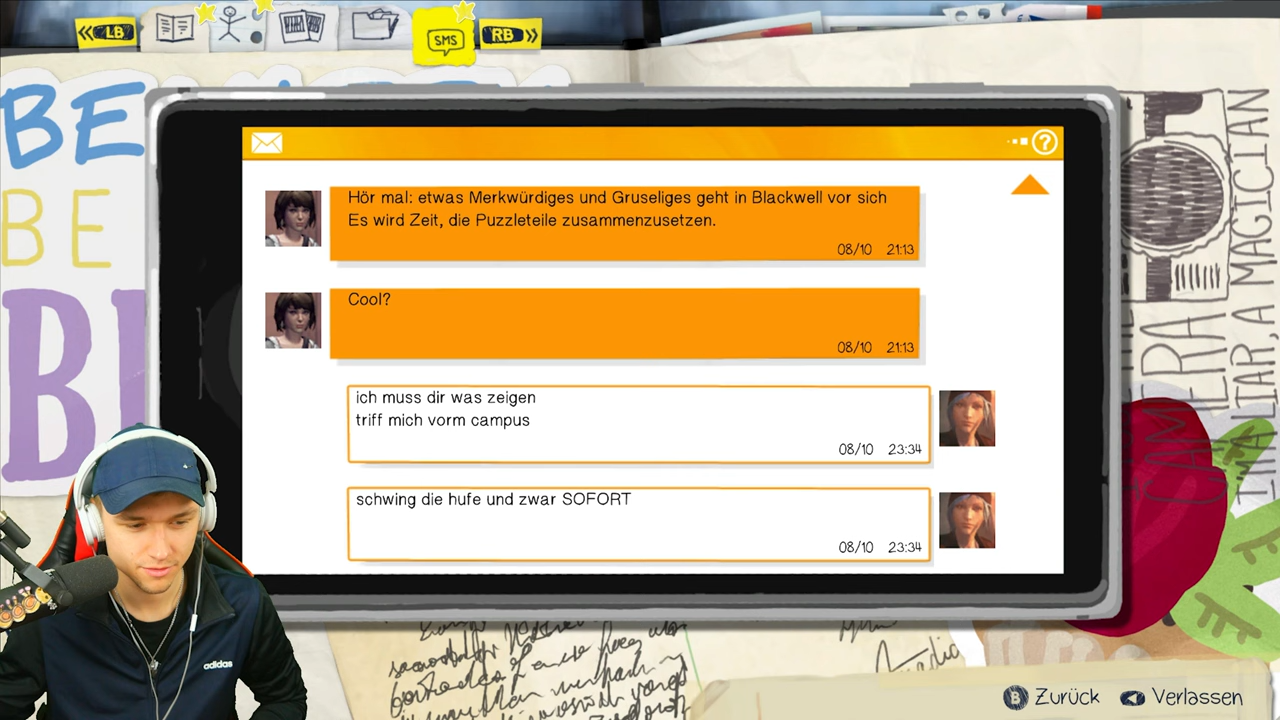 LB
SMS
RB
BE
BE
Hör mal: etwas Merkwürdiges und Gruseliges geht in Blackwell vor sich
Es wird Zeit, die Puzzleteile zusammenzusetzen.
08/10 21:13
Cool?
08/10 21:13
ich muss dir was zeigen
triff mich vorm campus
08/10 23:34
schwing die hufe und zwar SOFORT
08/10 23:34
CAMERA
LIAR, A MAGICIAN
adidas
B Zurück
Verlassen